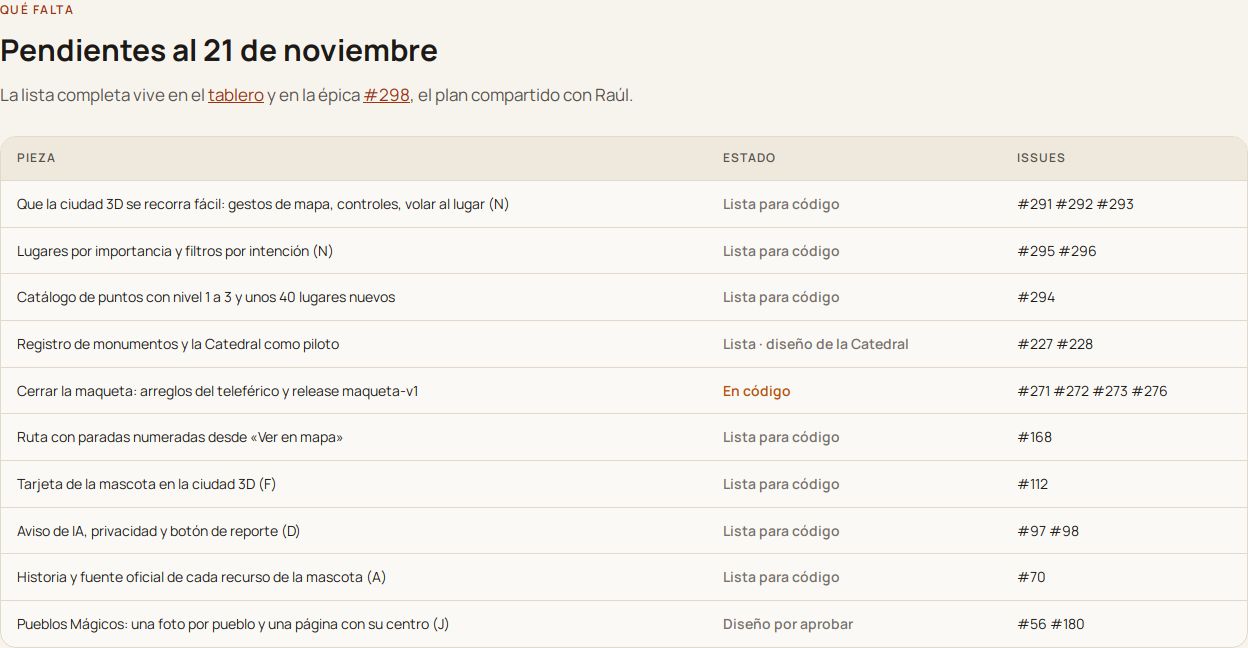 QUÉ FALTA
Pendientes al 21 de noviembre
La lista completa vive en el tablero y en la épica #298, el plan compartido con Raúl.
PIEZA ESTADO ISSUES
Que la ciudad 3D se recorra fácil: gestos de mapa, controles, volar al lugar (N) Lista para código #291 #292 #293
Lugares por importancia y filtros por intención (N) Lista para código #295 #296
Catálogo de puntos con nivel 1 a 3 y unos 40 lugares nuevos Lista para código #294
Registro de monumentos y la Catedral como piloto Lista · diseño de la Catedral #227 #228
Cerrar la maqueta: arreglos del teleférico y release maqueta-v1 En código #271 #272 #273 #276
Ruta con paradas numeradas desde «Ver en mapa» Lista para código #168
Tarjeta de la mascota en la ciudad 3D (F) Lista para código #112
Aviso de IA, privacidad y botón de reporte (D) Lista para código #97 #98
Historia y fuente oficial de cada recurso de la mascota (A) Lista para código #70
Pueblos Mágicos: una foto por pueblo y una página con su centro (J) Diseño por aprobar #56 #180